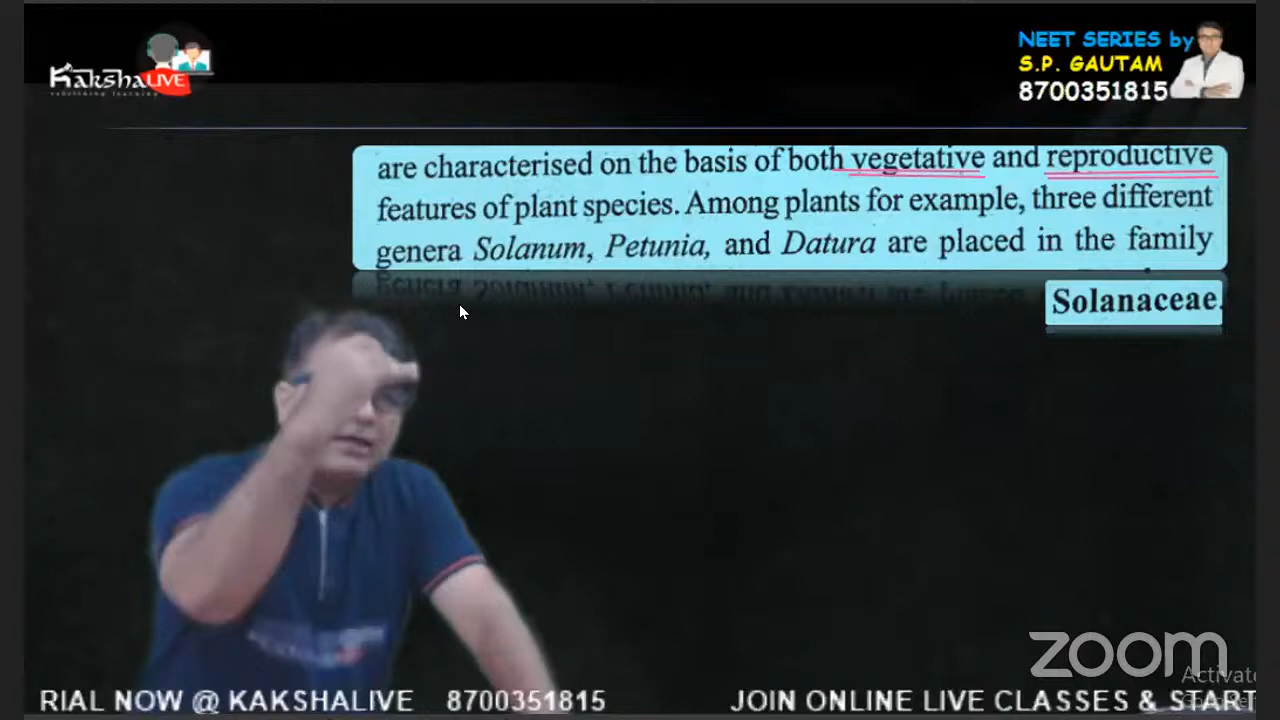 KakshaLIVE
NEET SERIES by
S.P. GAUTAM
8700351815
are characterised on the basis of both vegetative and reproductive
features of plant species. Among plants for example, three different
genera Solanum, Petunia, and Datura are placed in the family
Solanaceae.
zoom
Activate
RIAL NOW @ KAKSHALIVE 8700351815 JOIN ONLINE LIVE CLASSES & START